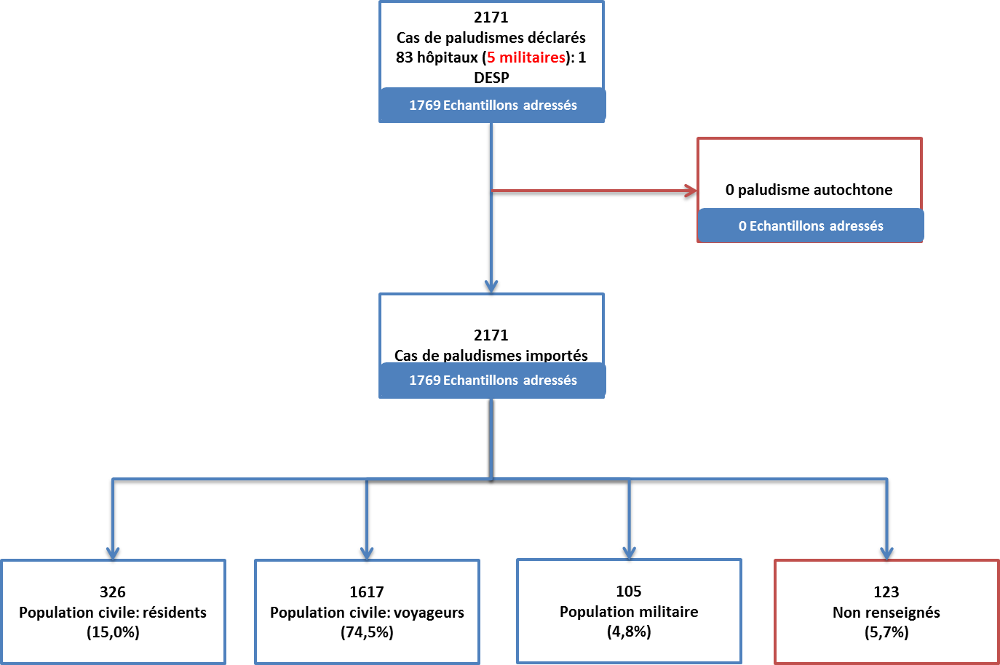 2171
Cas de paludismes déclarés
83 hôpitaux (5 militaires): 1
DESP
1769 Echantillons adressés
0 paludisme autochtone
0 Echantillons adressés
2171
Cas de paludismes importés
1769 Echantillons adressés
326
Population civile: résidents
(15,0%)
1617
Population civile: voyageurs
(74,5%)
105
Population militaire
(4,8%)
123
Non renseignés
(5,7%)